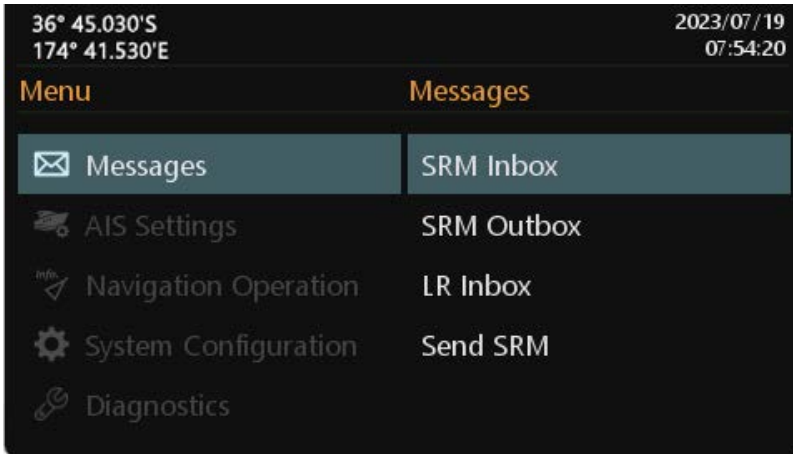 36° 45.030'S
174° 41.530'E
2023/07/19
07:54:20
Menu
Messages
Messages
AIS Settings
Info.
Navigation Operation
System Configuration
Diagnostics
SRM Inbox
SRM Outbox
LR Inbox
Send SRM